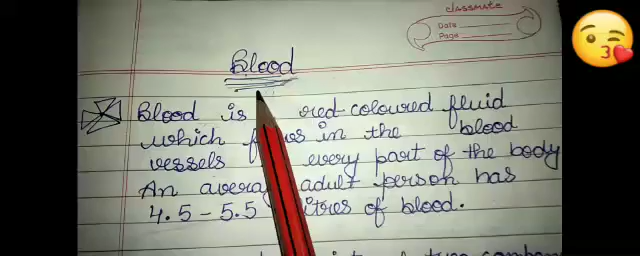 classmate
Date
Page
Blood
Blood is red coloured fluid
which in the blood
vessels every part of the body
An adult person has
4.5 - 5.5 of blood.